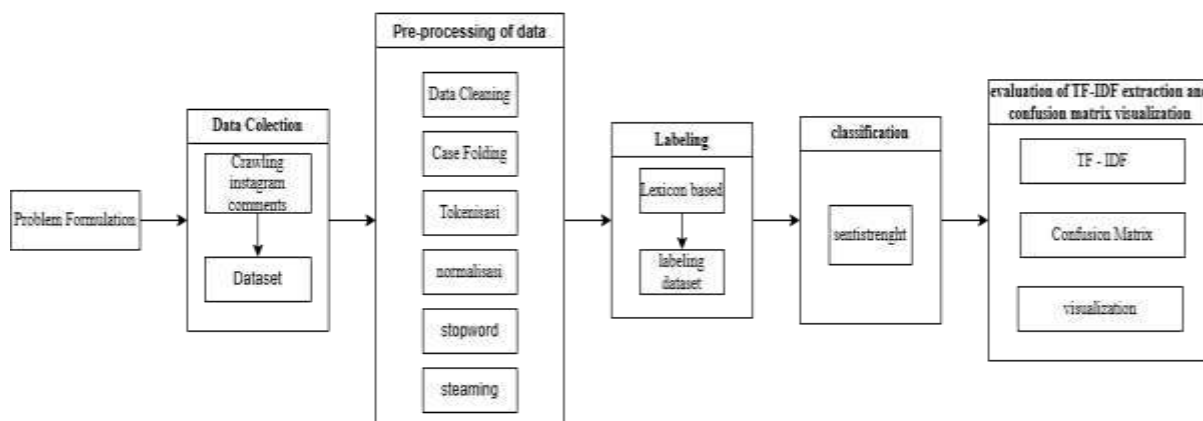 Problem Formulation
Data Colection
Crawling
instagram
comments
Dataset
Pre-processing of data
Data Cleaning
Case Folding
Tokenisasi
normalisasi
stopword
steaming
Labeling
Lexicon based
labeling
dataset
classification
sentistrenght
evaluation of TF-IDF extraction and
confusion matrix visualization
TF - IDF
Confusion Matrix
visualization